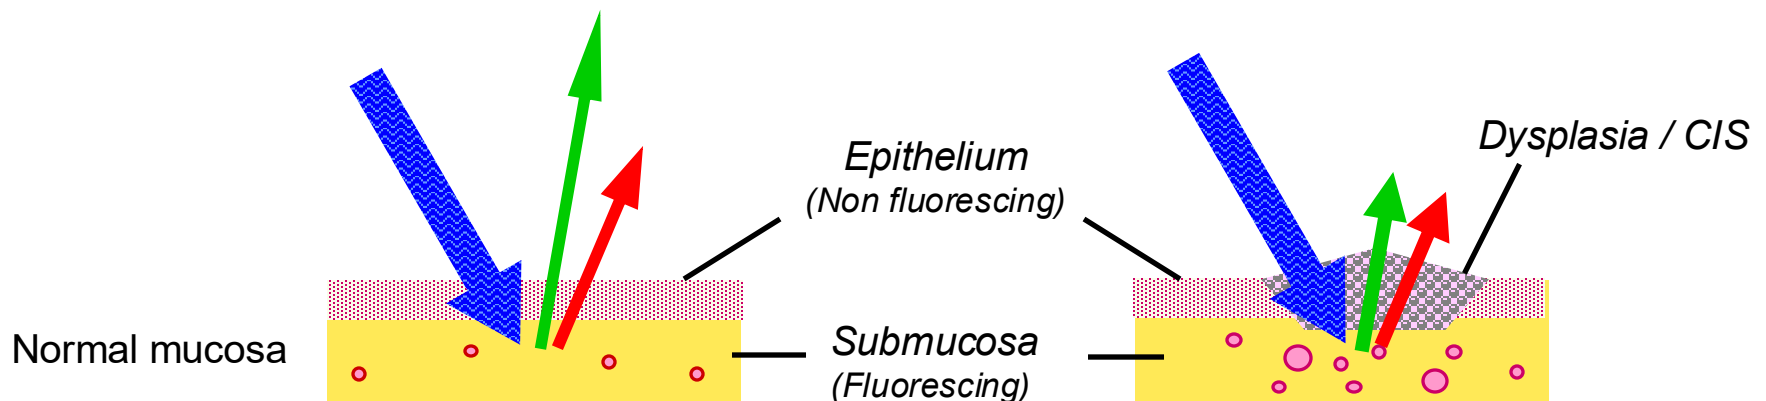 Epithelium
(Non fluorescing)
Dysplasia / CIS
Normal mucosa
Submucosa
(Fluorescing)